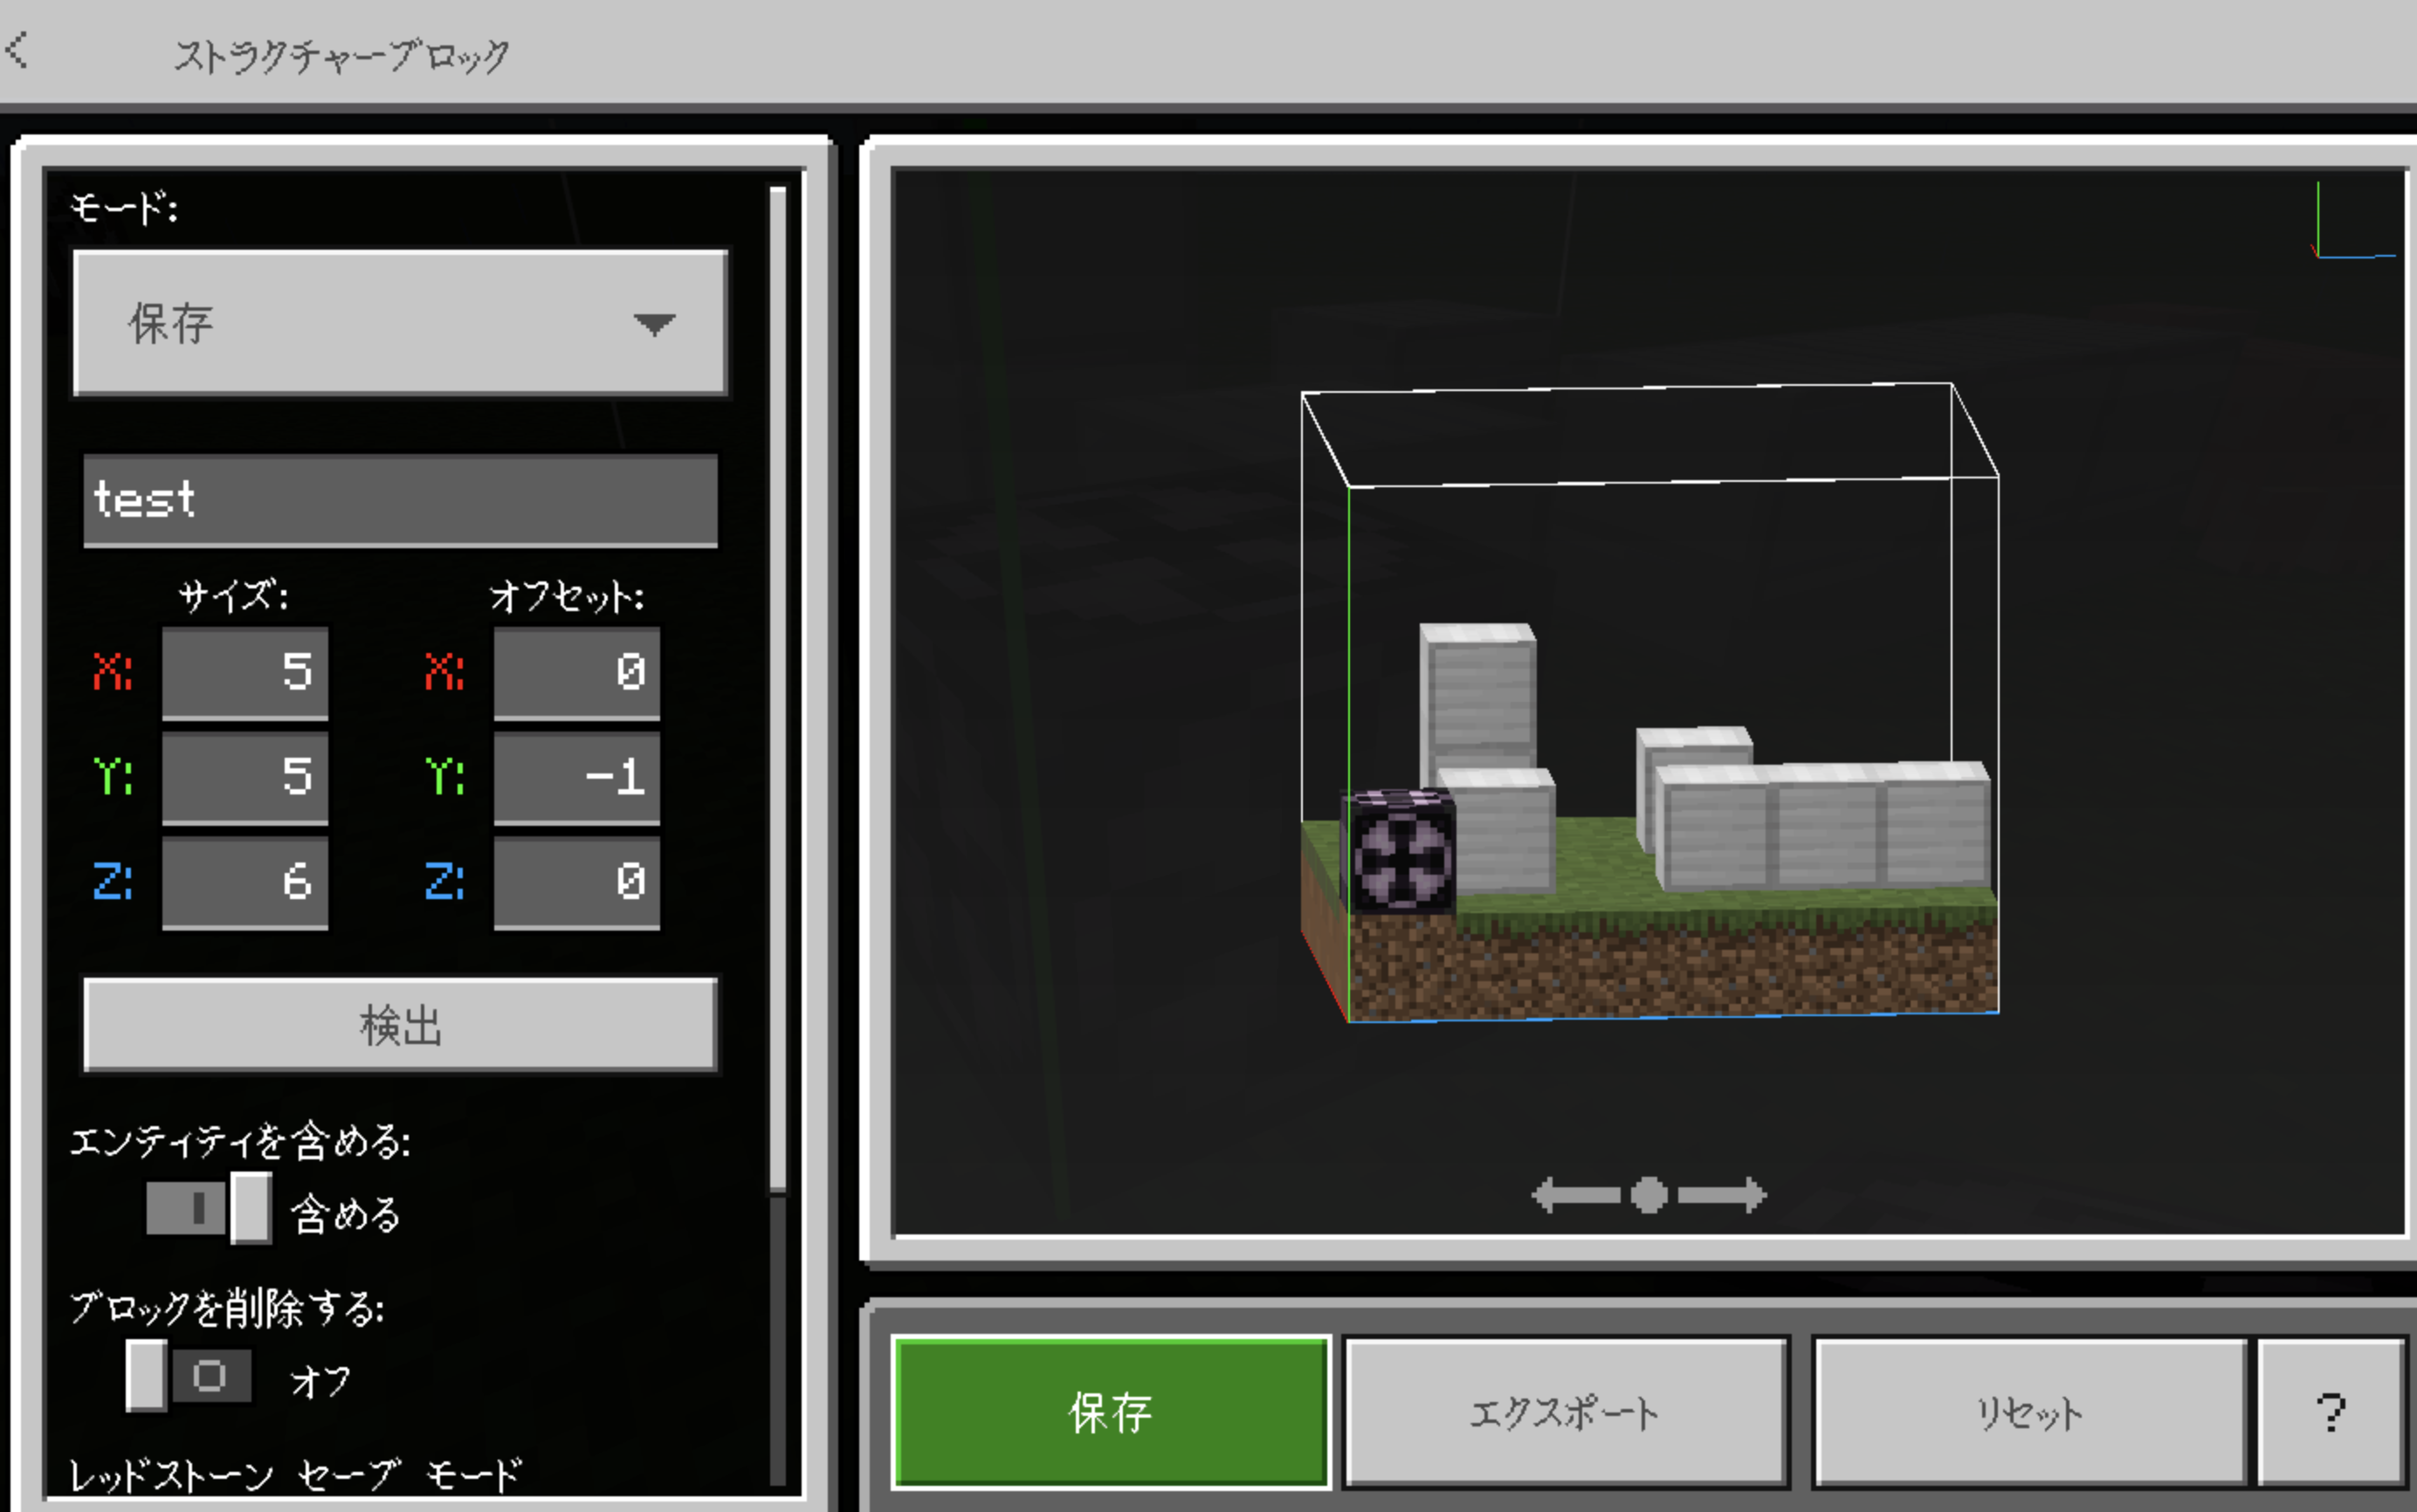 ストラクチャーブロック
モード:
保存
test
サイズ: オフセット:
X: 5 X: 0
Y: 5 Y: -1
Z: 6 Z: 0
検出
エンティティを含める:
含める
ブロックを削除する:
オフ
レッドストーン セーブ モード
保存 エクスポート リセット ?